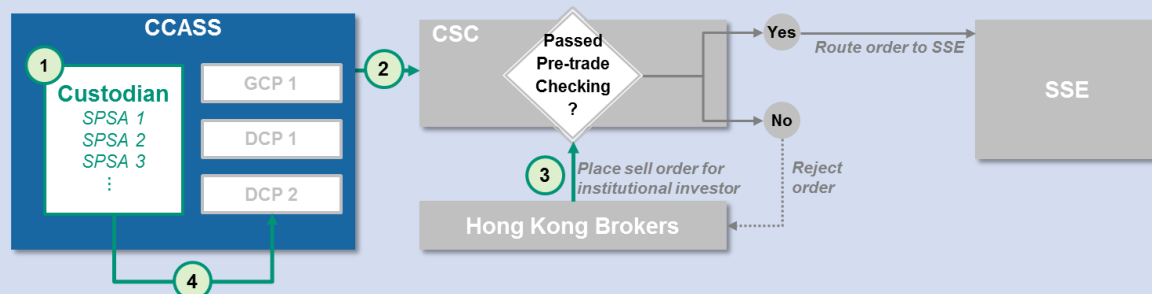 CCASS
1
Custodian
SPSA 1
SPSA 2
SPSA 3
⋮
GCP 1
DCP 1
DCP 2
2
CSC
Passed
Pre-trade
Checking
?
Yes
Route order to SSE
SSE
No
Reject
order
3
Place sell order for
institutional investor
Hong Kong Brokers
4